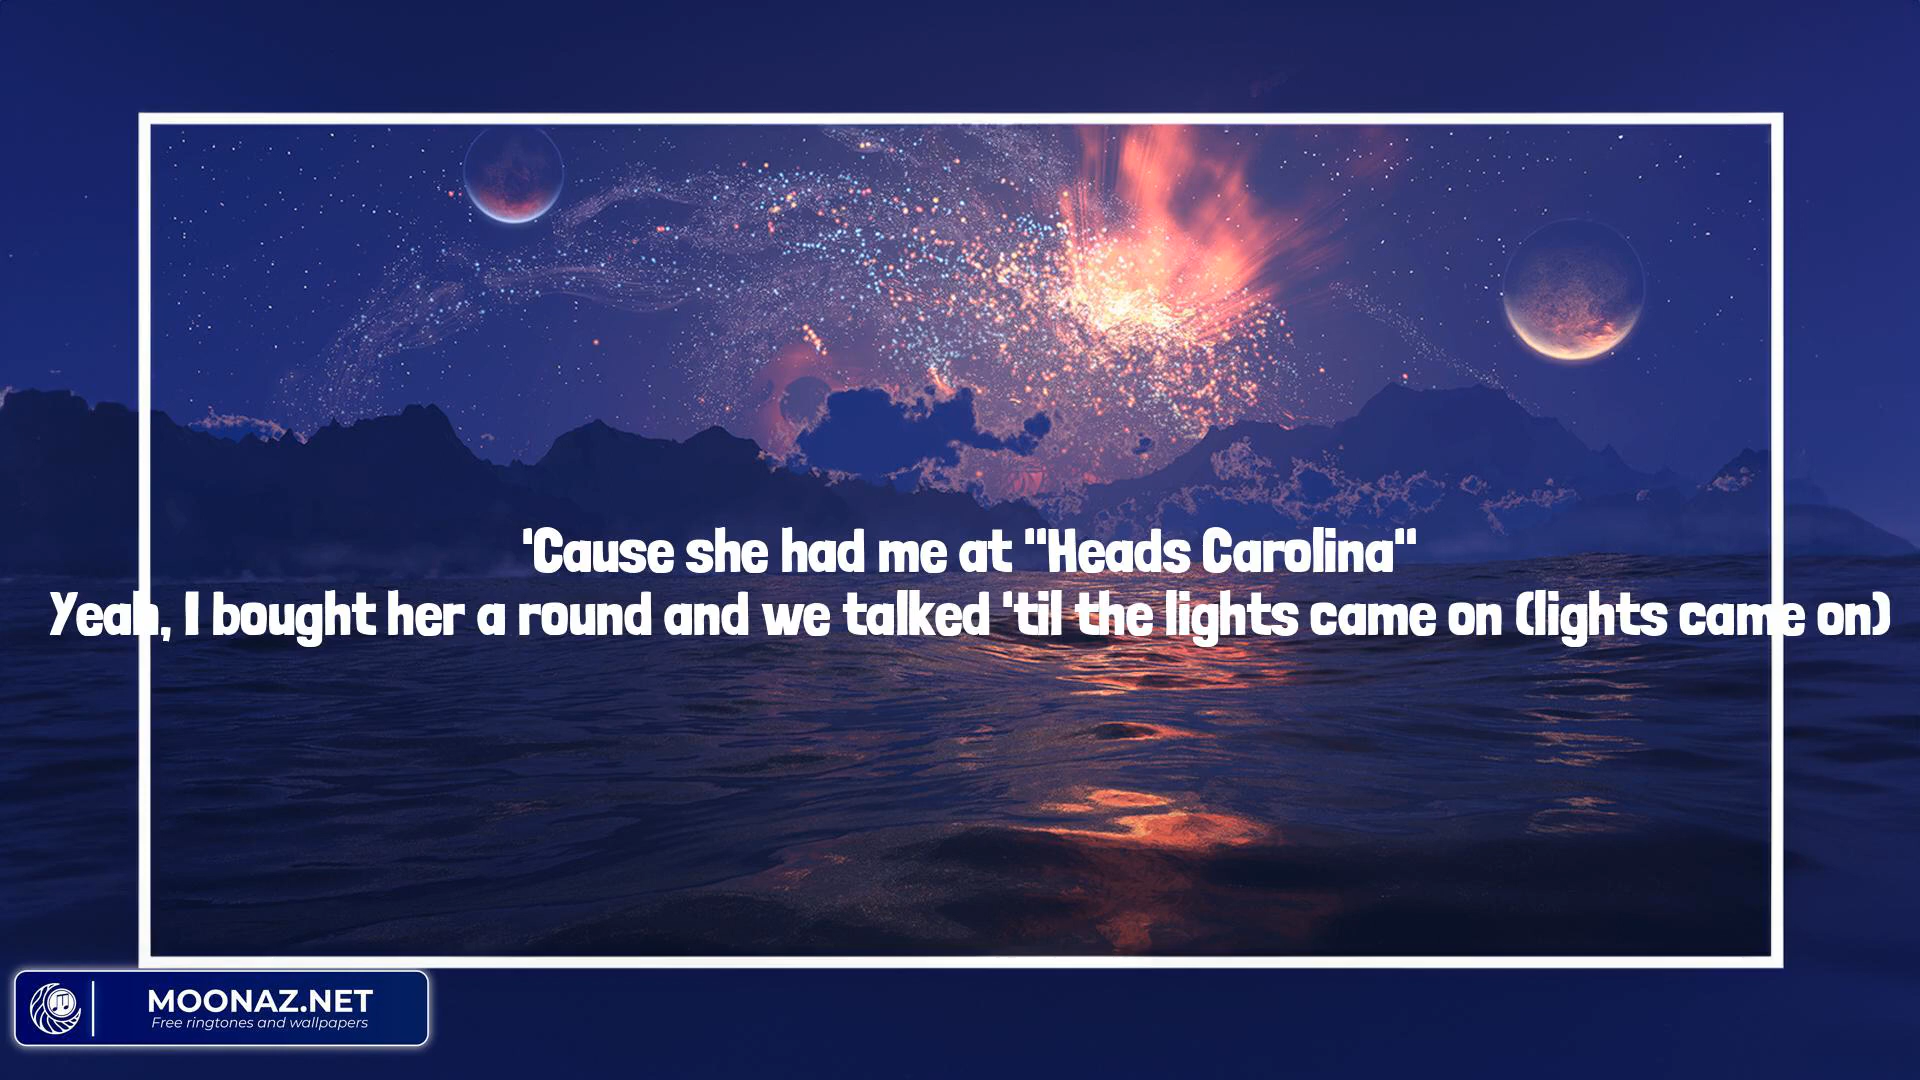 'Cause she had me at "Heads Carolina"
Yeah, I bought her a round and we talked 'til the lights came on (lights came on)
MOONAZ.NET
Free ringtones and wallpapers